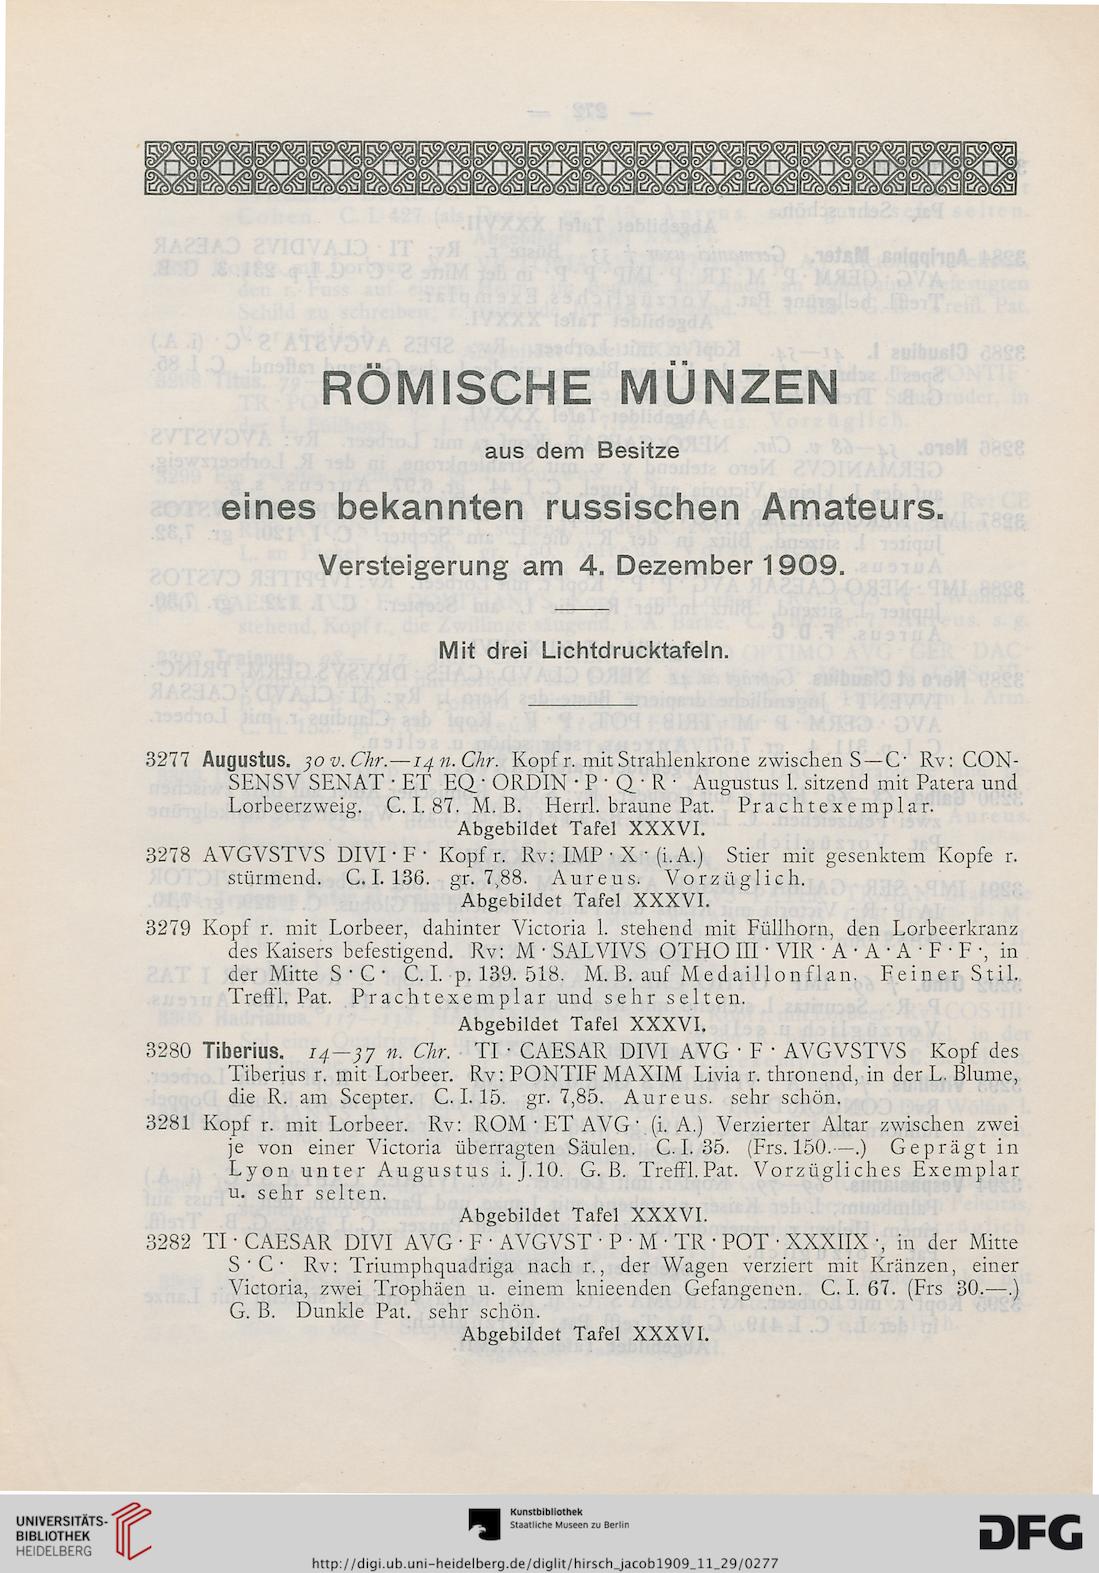 RÖMISCHE MÜNZEN
aus dem Besitze
eines bekannten russischen Amateurs.
Versteigerung am 4. Dezember 1909.
Mit drei Lichtdrucktafeln.
3277 Augustus. 30 v. Chr.—14 n. Chr. Kopf r. mit Strahlenkrone zwischen S—C· Rv: CON-
SENSV SENAT · ET EQ · ORDIN · P · Q · R · Augustus l. sitzend mit Patera und
Lorbeerzweig. C. I. 87. M. B. Herrl. braune Pat. Prachtexemplar.
Abgebildet Tafel XXXVI.
3278 AVGVSTVS DIVI · F · Kopf r. Rv: IMP · X · (i. A.) Stier mit gesenktem Kopfe r.
stürmend. C. I. 136. gr. 7,88. Aureus. Vorzüglich.
Abgebildet Tafel XXXVI.
3279 Kopf r. mit Lorbeer, dahinter Victoria l. stehend mit Füllhorn, den Lorbeerkranz
des Kaisers befestigend. Rv: M · SALVIVS OTHO III · VIR · A · A · A · F · F ·, in
der Mitte S · C · C. I. p. 139. 518. M. B. auf Medaillonflan. Feiner Stil.
Treffl. Pat. Prachtexemplar und sehr selten.
Abgebildet Tafel XXXVI.
3280 Tiberius. 14—37 n. Chr. TI · CAESAR DIVI AVG · F · AVGVSTVS Kopf des
Tiberius r. mit Lorbeer. Rv: PONTIF MAXIM Livia r. thronend, in der L. Blume,
die R. am Scepter. C. I. 15. gr. 7,85. Aureus. sehr schön.
3281 Kopf r. mit Lorbeer. Rv: ROM · ET AVG · (i. A.) Verzierter Altar zwischen zwei
je von einer Victoria überragten Säulen. C. I. 35. (Frs. 150.—.) Geprägt in
Lyon unter Augustus i. J. 10. G. B. Treffl. Pat. Vorzügliches Exemplar
u. sehr selten.
Abgebildet Tafel XXXVI.
3282 TI · CAESAR DIVI AVG · F · AVGVST · P · M · TR · POT · XXXIIX ·, in der Mitte
S · C · Rv: Triumphquadriga nach r., der Wagen verziert mit Kränzen, einer
Victoria, zwei Trophäen u. einem knieenden Gefangenen. C. I. 67. (Frs 30.—.)
G. B. Dunkle Pat. sehr schön.
Abgebildet Tafel XXXVI.
UNIVERSITÄTS-
BIBLIOTHEK
HEIDELBERG
Kunstbibliothek
Staatliche Museen zu Berlin
DFG
http://digi.ub.uni-heidelberg.de/diglit/hirsch_jacob1909_11_29/0277